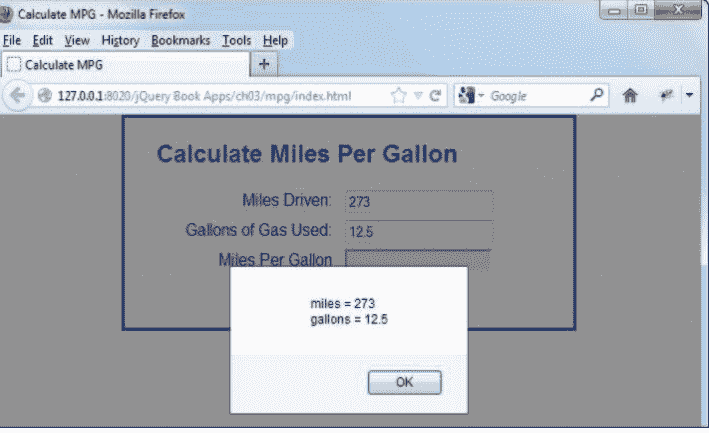 Calculate MPG - Mozilla Firefox
File Edit View History Bookmarks Tools Help
Calculate MPG +
127.0.0.1:8020/jQuery Book Apps/ch03/mpg/index.html Google
Calculate Miles Per Gallon
Miles Driven: 273
Gallons of Gas Used: 12.5
Miles Per Gallon
miles = 273
gallons = 12.5
OK